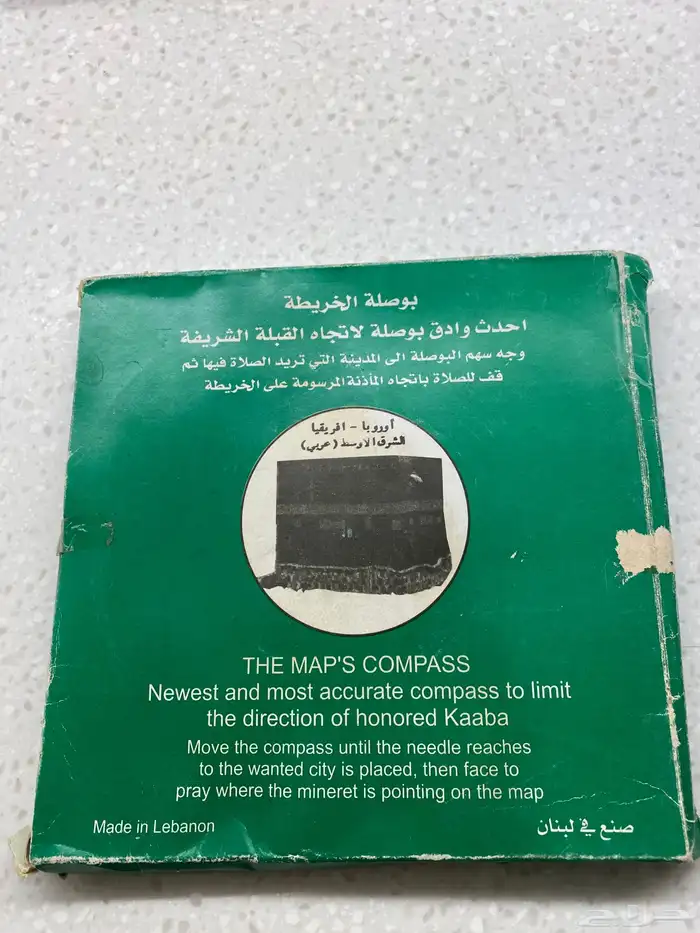 بوصلة الخريطة
احدث وادق بوصلة لاتجاه القبلة الشريفة
وجه سهم البوصلة الى المدينة التي تريد الصلاة فيها ثم
قف للصلاة باتجاه المأذنة المرسومة على الخريطة
أوروبا - افريقيا
الشرق الاوسط (عربي)
THE MAP'S COMPASS
Newest and most accurate compass to limit
the direction of honored Kaaba
Move the compass until the needle reaches
to the wanted city is placed, then face to
pray where the mineret is pointing on the map
Made in Lebanon
صنع في لبنان
حراج